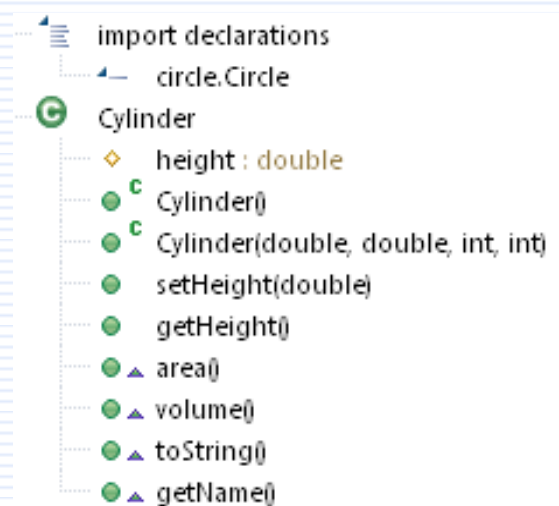 import declarations
circle.Circle
C Cylinder
height : double
C Cylinder()
C Cylinder(double, double, int, int)
setHeight(double)
getHeight()
area()
volume()
toString()
getName()